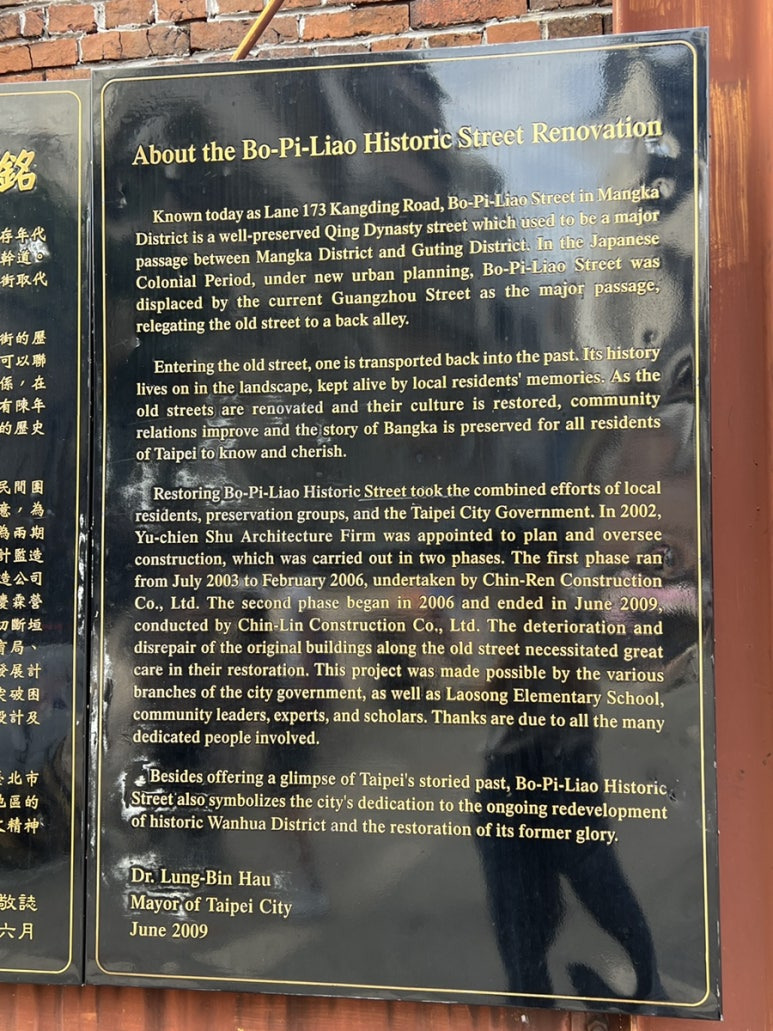 銘
存年代
幹道。
街取代
街的歷
可以聯
係，在
有陳年
的歷史
民間團
意，為
為兩期
計監造
造公司
慶霖營
切斷垣
育局、
發展計
突破困
設計及
臺北市
地區的
大精神
敬誌
六月
About the Bo-Pi-Liao Historic Street Renovation
Known today as Lane 173 Kangding Road, Bo-Pi-Liao Street in Mangka
District is a well-preserved Qing Dynasty street which used to be a major
passage between Mangka District and Guting District. In the Japanese
Colonial Period, under new urban planning, Bo-Pi-Liao Street was
displaced by the current Guangzhou Street as the major passage,
relegating the old street to a back alley.
Entering the old street, one is transported back into the past. Its history
lives on in the landscape, kept alive by local residents' memories. As the
old streets are renovated and their culture is restored, community
relations improve and the story of Bangka is preserved for all residents
of Taipei to know and cherish.
Restoring Bo-Pi-Liao Historic Street took the combined efforts of local
residents, preservation groups, and the Taipei City Government. In 2002,
Yu-chien Shu Architecture Firm was appointed to plan and oversee
construction, which was carried out in two phases. The first phase ran
from July 2003 to February 2006, undertaken by Chin-Ren Construction
Co., Ltd. The second phase began in 2006 and ended in June 2009,
conducted by Chin-Lin Construction Co., Ltd. The deterioration and
disrepair of the original buildings along the old street necessitated great
care in their restoration. This project was made possible by the various
branches of the city government, as well as Laosong Elementary School,
community leaders, experts, and scholars. Thanks are due to all the many
dedicated people involved.
Besides offering a glimpse of Taipei's storied past, Bo-Pi-Liao Historic
Street also symbolizes the city's dedication to the ongoing redevelopment
of historic Wanhua District and the restoration of its former glory.
Dr. Lung-Bin Hau
Mayor of Taipei City
June 2009